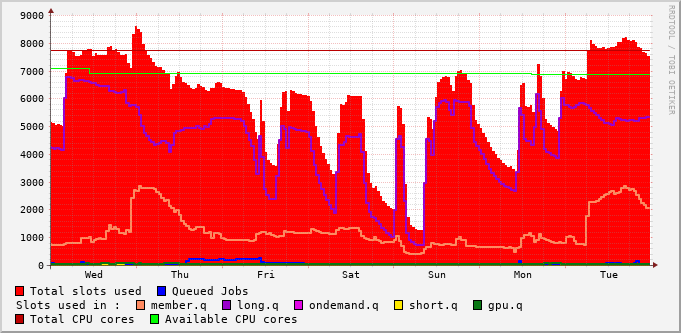 9000
8000
7000
6000
5000
4000
3000
2000
1000
0
Wed Thu Fri Sat Sun Mon Tue
RRDTOOL / TOBI OETIKER
Total slots used Queued Jobs
Slots used in : member.q long.q ondemand.q short.q gpu.q
Total CPU cores Available CPU cores